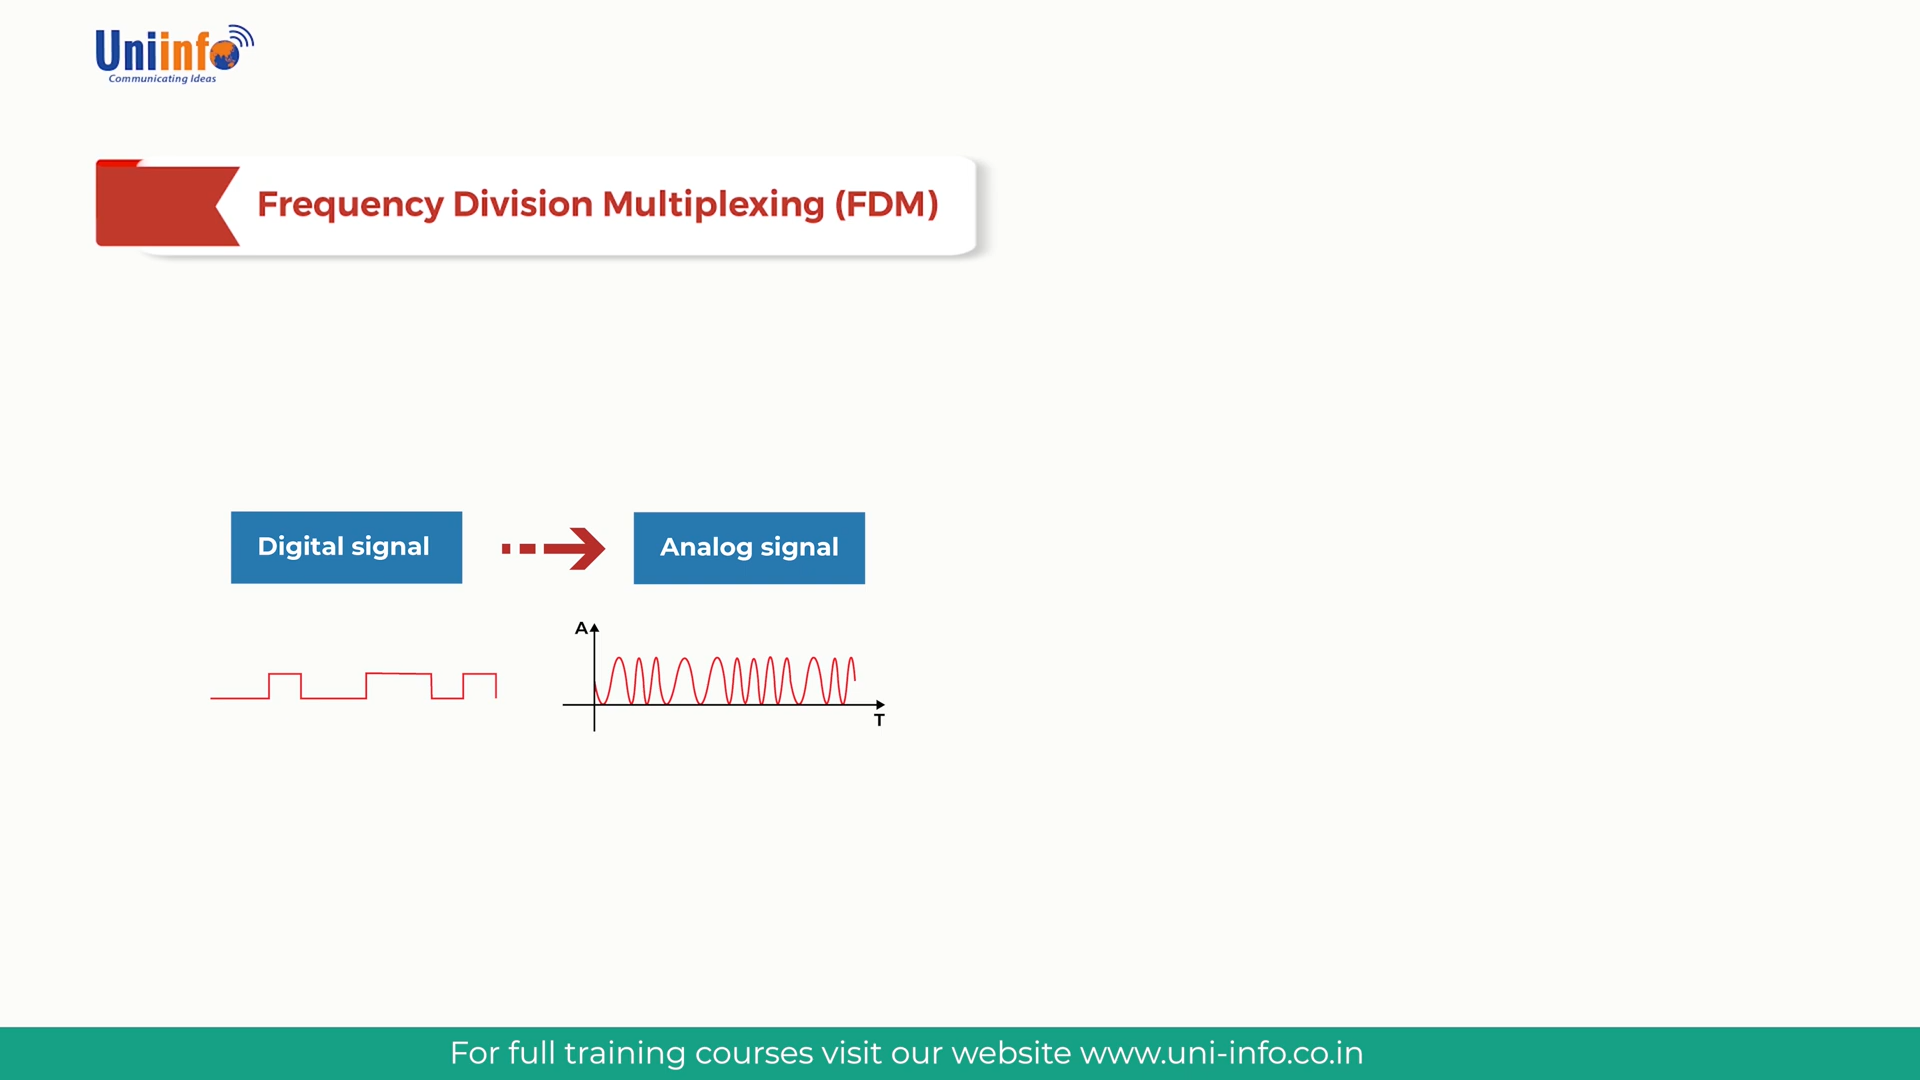 Uniinfo
Communicating Ideas
Frequency Division Multiplexing (FDM)
Digital signal
Analog signal
A
T
For full training courses visit our website www.uni-info.co.in